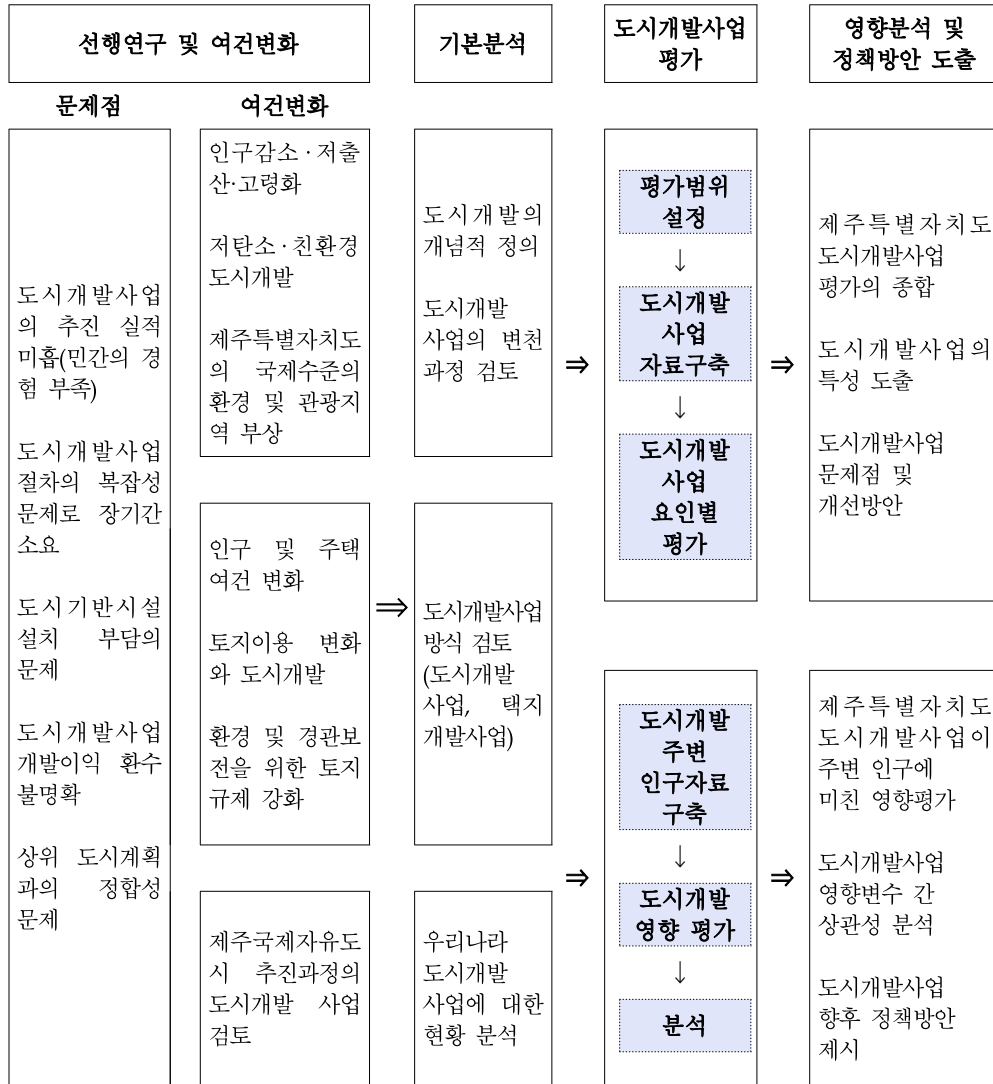 선행연구 및 여건변화
기본분석
도시개발사업
평가
영향분석 및
정책방안 도출
문제점
여건변화
도시개발사업
의 추진 실적
미흡(민간의 경
험 부족)
도시개발사업
절차의 복잡성
문제로 장기간
소요
도시기반시설
설치 부담의
문제
도시개발사업
개발이익 환수
불명확
상위 도시계획
과의 정합성
문제
인구감소·저출
산·고령화
저탄소·친환경
도시개발
제주특별자치도
의 국제수준의
환경 및 관광지
역 부상
인구 및 주택
여건 변화
토지이용 변화
와 도시개발
환경 및 경관보
전을 위한 토지
규제 강화
제주국제자유도
시 추진과정의
도시개발 사업
검토
⇒
도시개발의
개념적 정의
도시개발
사업의 변천
과정 검토
도시개발사업
방식 검토
(도시개발
사업, 택지
개발사업)
우리나라
도시개발
사업에 대한
현황 분석
⇒
⇒
평가범위
설정
↓
도시개발
사업
자료구축
↓
도시개발
사업
요인별
평가
도시개발
주변
인구자료
구축
↓
도시개발
영향 평가
↓
분석
⇒
⇒
제주특별자치도
도시개발사업
평가의 종합
도시개발사업의
특성 도출
도시개발사업
문제점 및
개선방안
제주특별자치도
도시개발사업이
주변 인구에
미친 영향평가
도시개발사업
영향변수 간
상관성 분석
도시개발사업
향후 정책방안
제시